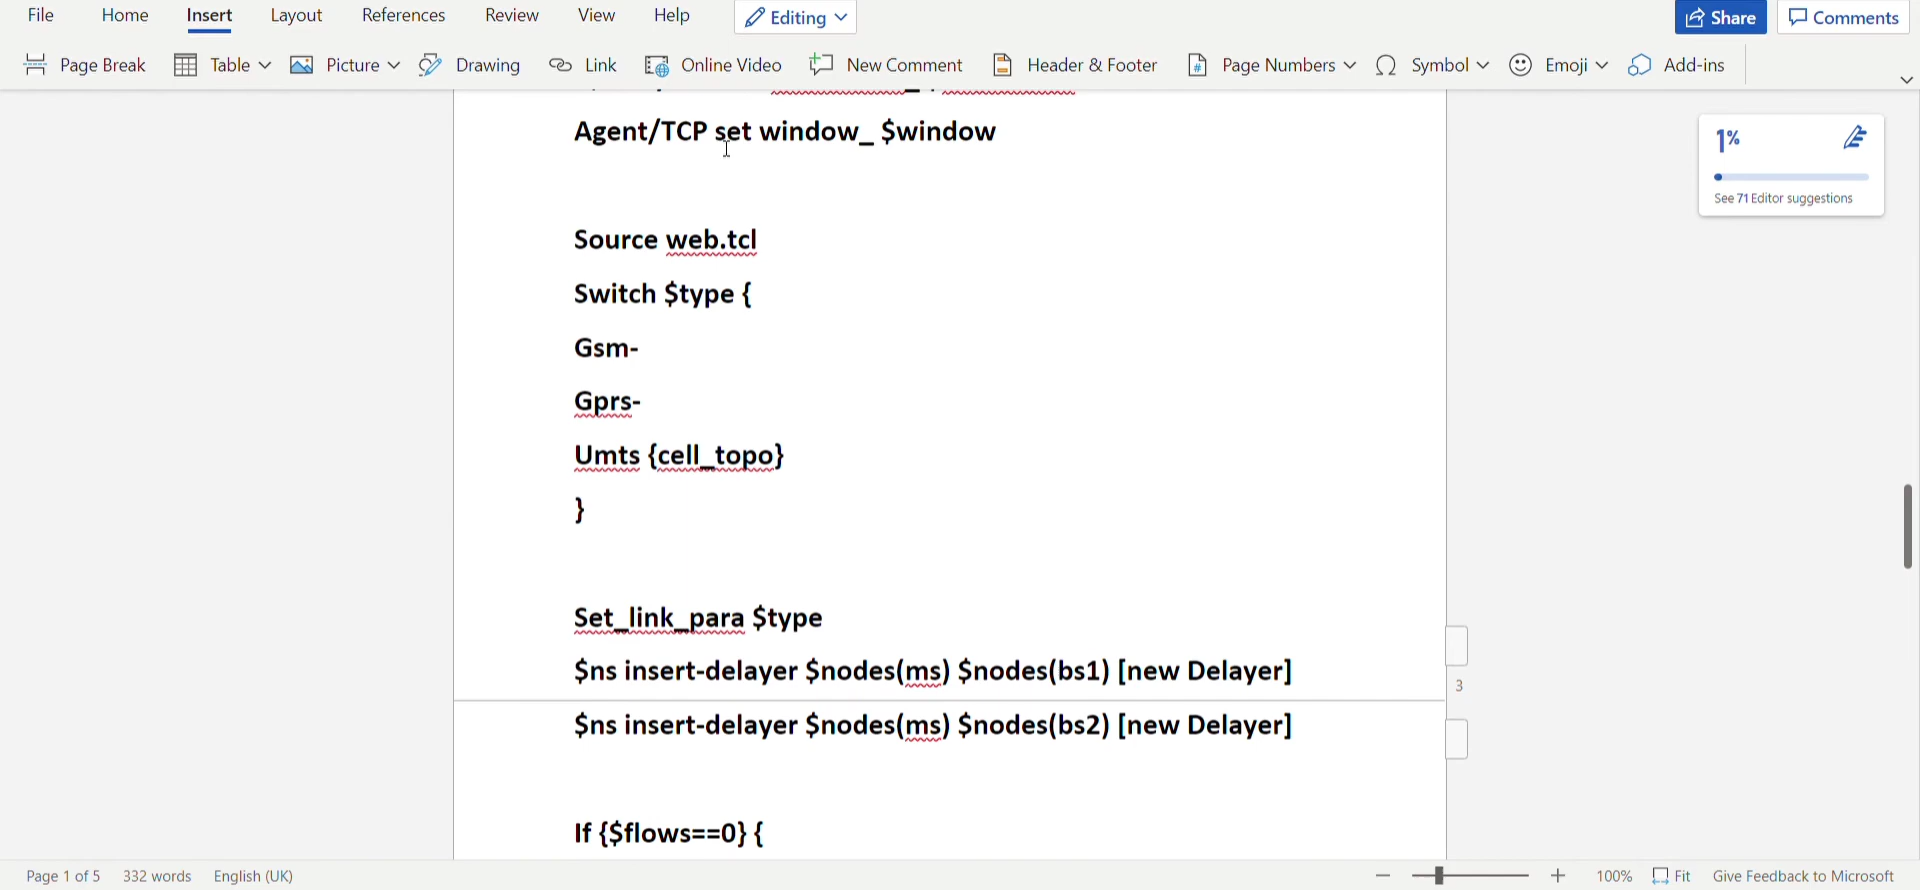 File Home Insert Layout References Review View Help Editing Share Comments
Page Break Table Picture Drawing Link Online Video New Comment Header & Footer Page Numbers Symbol Emoji Add-ins
Agent/TCP set window_ $window
1%
See 71 Editor suggestions
Source web.tcl
Switch $type {
Gsm-
Gprs-
Umts {cell_topo}
}
Set_link_para $type
$ns insert-delayer $nodes(ms) $nodes(bs1) [new Delayer]
3
$ns insert-delayer $nodes(ms) $nodes(bs2) [new Delayer]
If {$flows==0} {
Page 1 of 5 332 words English (UK) 100% Fit Give Feedback to Microsoft